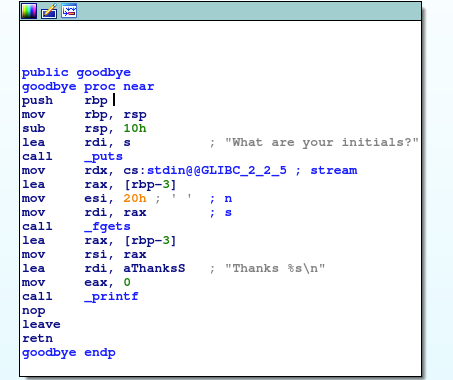 public goodbye
goodbye proc near
push    rbp
mov     rbp, rsp
sub     rsp, 10h
lea     rdi, s          ; "What are your initials?"
call    _puts
mov     rdx, cs:stdin@@GLIBC_2_2_5 ; stream
lea     rax, [rbp-3]
mov     esi, 20h ; ' '  ; n
mov     rdi, rax        ; s
call    _fgets
lea     rax, [rbp-3]
mov     rsi, rax
lea     rdi, aThanksS   ; "Thanks %s\n"
mov     eax, 0
call    _printf
nop
leave
retn
goodbye endp